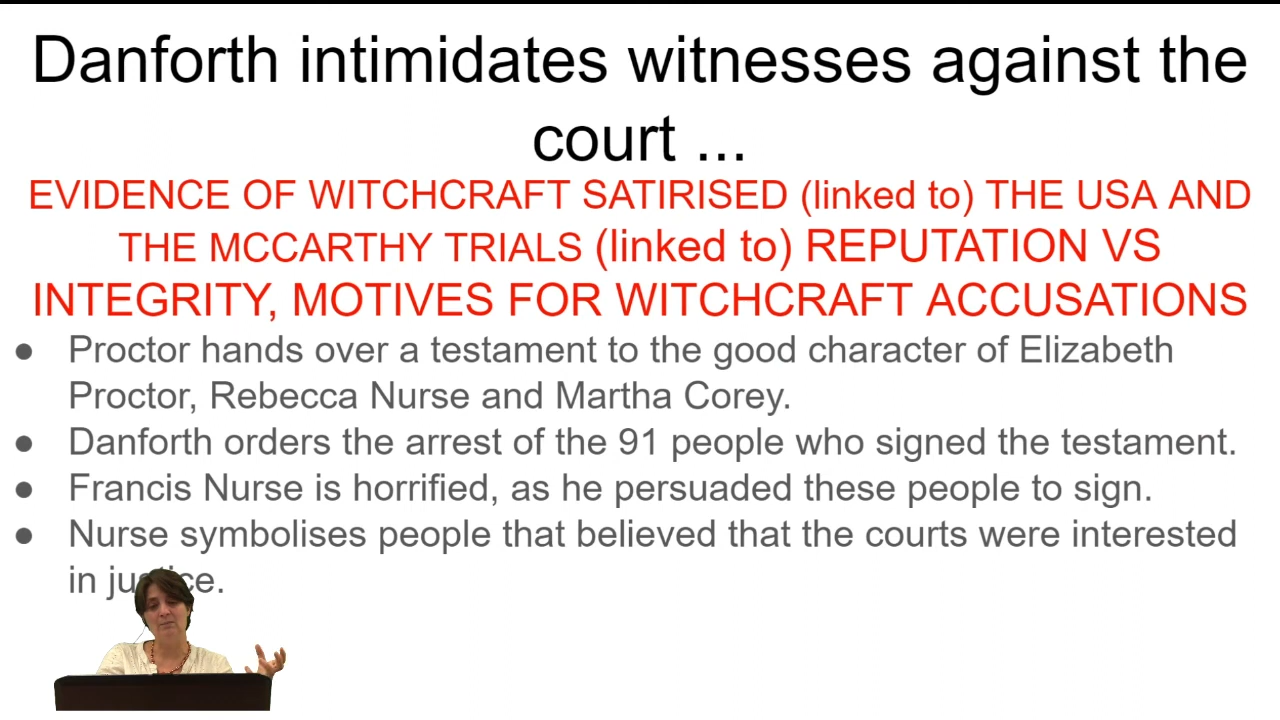 Danforth intimidates witnesses against the
court ...
EVIDENCE OF WITCHCRAFT SATIRISED (linked to) THE USA AND
THE MCCARTHY TRIALS (linked to) REPUTATION VS
INTEGRITY, MOTIVES FOR WITCHCRAFT ACCUSATIONS
● Proctor hands over a testament to the good character of Elizabeth
Proctor, Rebecca Nurse and Martha Corey.
● Danforth orders the arrest of the 91 people who signed the testament.
● Francis Nurse is horrified, as he persuaded these people to sign.
● Nurse symbolises people that believed that the courts were interested
in justice.